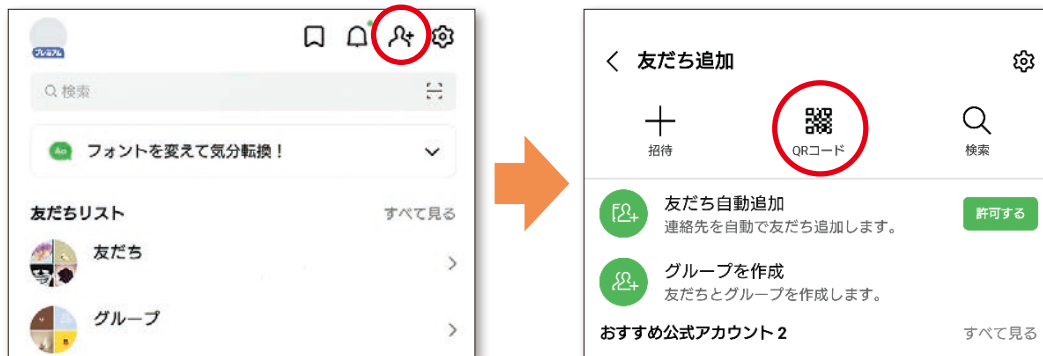 プレミアム
検索
フォントを変えて気分転換！
友だちリスト
すべて見る
友だち
グループ
友だち追加
招待
QRコード
検索
友だち自動追加
連絡先を自動で友だち追加します。
許可する
グループを作成
友だちとグループを作成します。
おすすめ公式アカウント 2
すべて見る